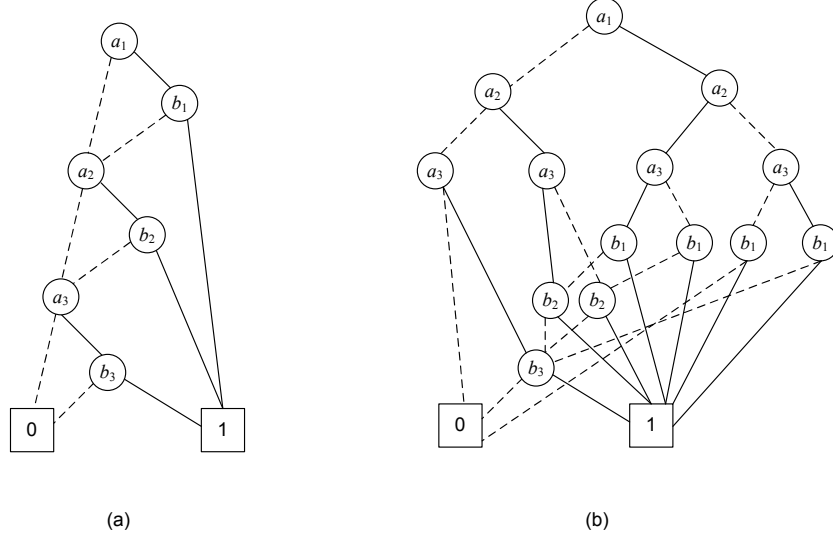 a₁
b₁
a₂
b₂
a₃
b₃
0 1
(a)
a₁
a₂ a₂
a₃ a₃ a₃ a₃
b₁ b₁ b₁ b₁
b₂ b₂
b₃
0 1
(b)